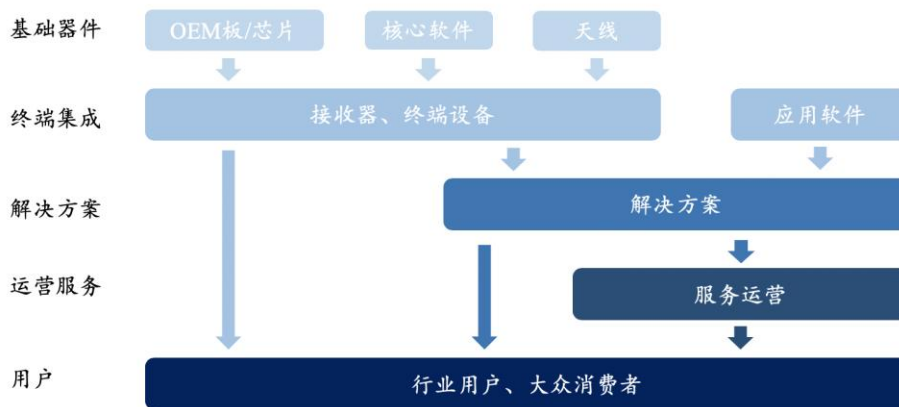 基础器件
OEM板/芯片
核心软件
天线
终端集成
接收器、终端设备
应用软件
解决方案
解决方案
运营服务
服务运营
用户
行业用户、大众消费者